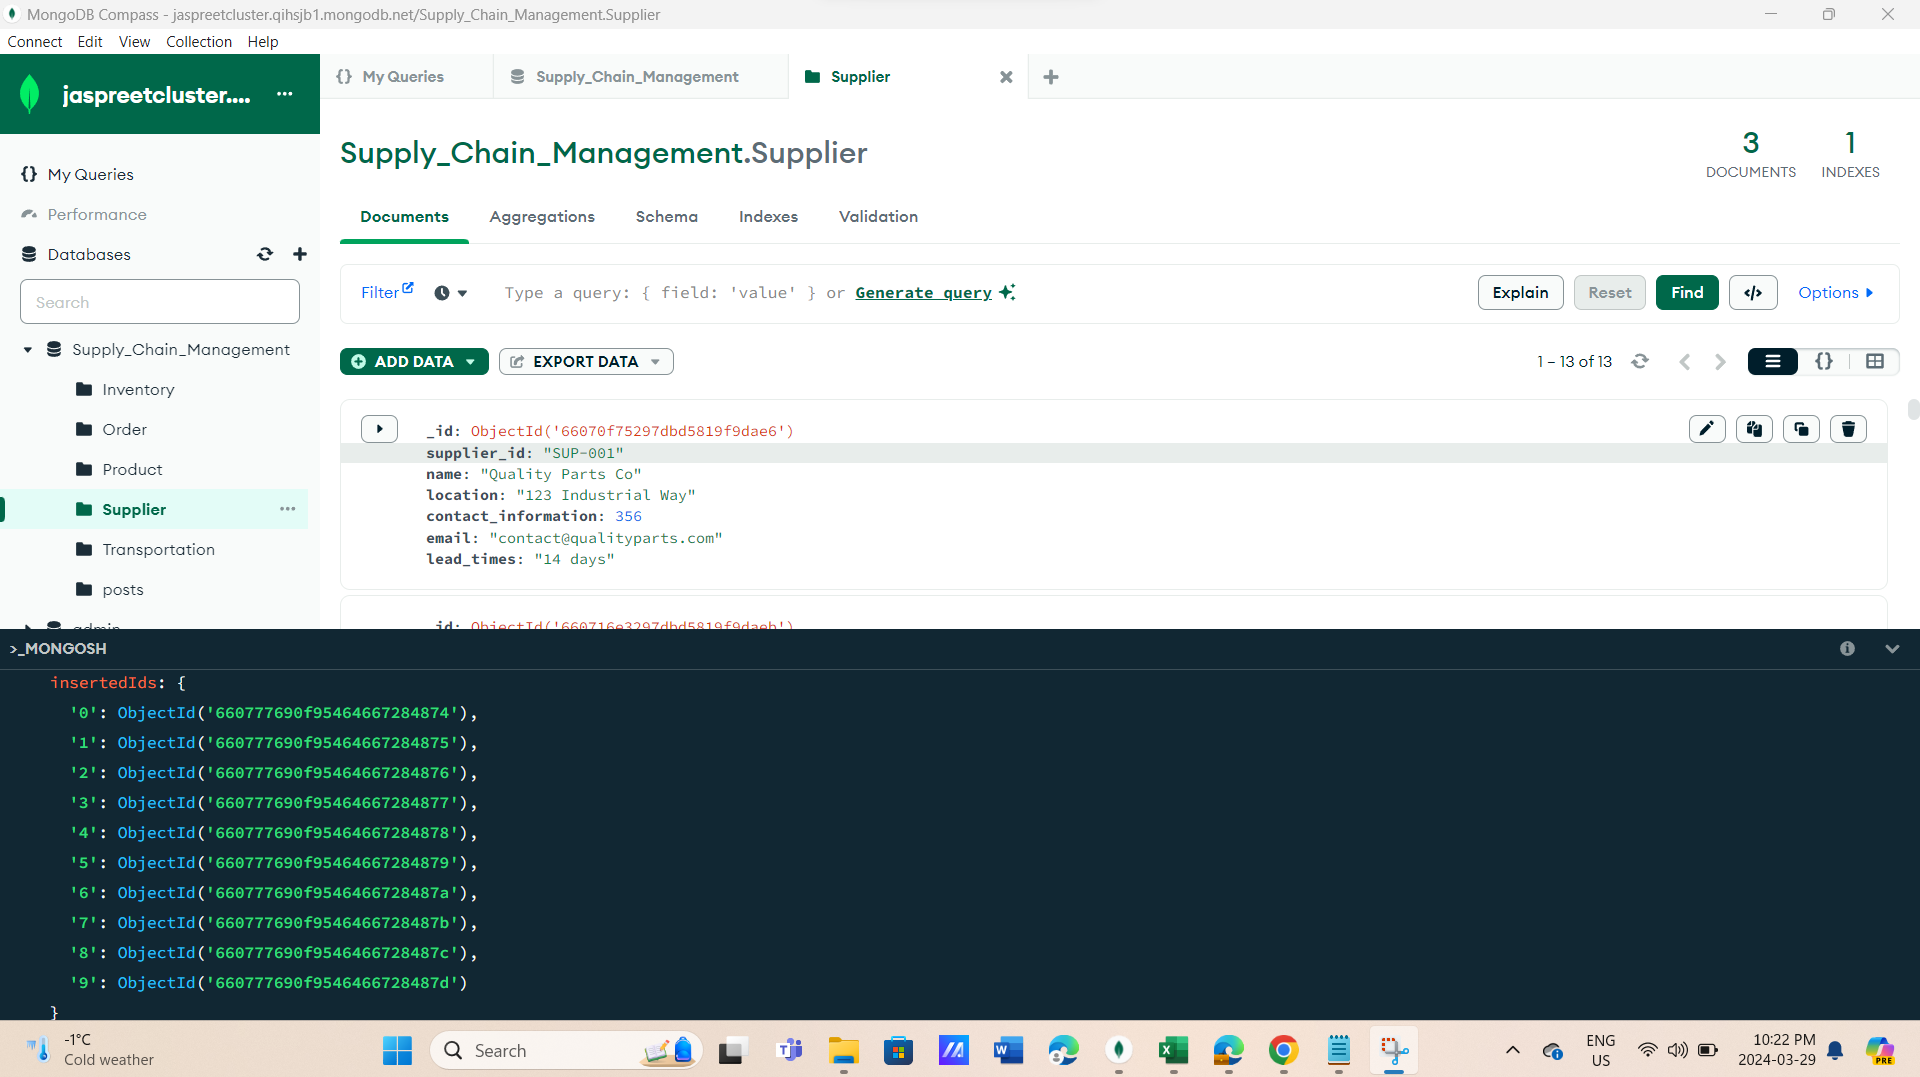 MongoDB Compass - jaspreetcluster.qihsjb1.mongodb.net/Supply_Chain_Management.Supplier
Connect Edit View Collection Help
jaspreetcluster....
My Queries
Performance
Databases
Search
Supply_Chain_Management
Inventory
Order
Product
Supplier
Transportation
posts
admin
My Queries
Supply_Chain_Management
Supplier
Supply_Chain_Management.Supplier
3
DOCUMENTS
1
INDEXES
Documents Aggregations Schema Indexes Validation
Filter
Type a query: { field: 'value' } or Generate query
Explain Reset Find </> Options
ADD DATA EXPORT DATA
1 – 13 of 13
{}
_id: ObjectId('66070f75297dbd5819f9dae6')
supplier_id: "SUP-001"
name: "Quality Parts Co"
location: "123 Industrial Way"
contact_information: 356
email: "contact@qualityparts.com"
lead_times: "14 days"
_id: ObjectId('660716e3297dbd5819f9daeb')
>_MONGOSH
insertedIds: {
'0': ObjectId('660777690f95464667284874'),
'1': ObjectId('660777690f95464667284875'),
'2': ObjectId('660777690f95464667284876'),
'3': ObjectId('660777690f95464667284877'),
'4': ObjectId('660777690f95464667284878'),
'5': ObjectId('660777690f95464667284879'),
'6': ObjectId('660777690f9546466728487a'),
'7': ObjectId('660777690f9546466728487b'),
'8': ObjectId('660777690f9546466728487c'),
'9': ObjectId('660777690f9546466728487d')
}
-1°C
Cold weather
Search
ENG
US
10:22 PM
2024-03-29
PRE